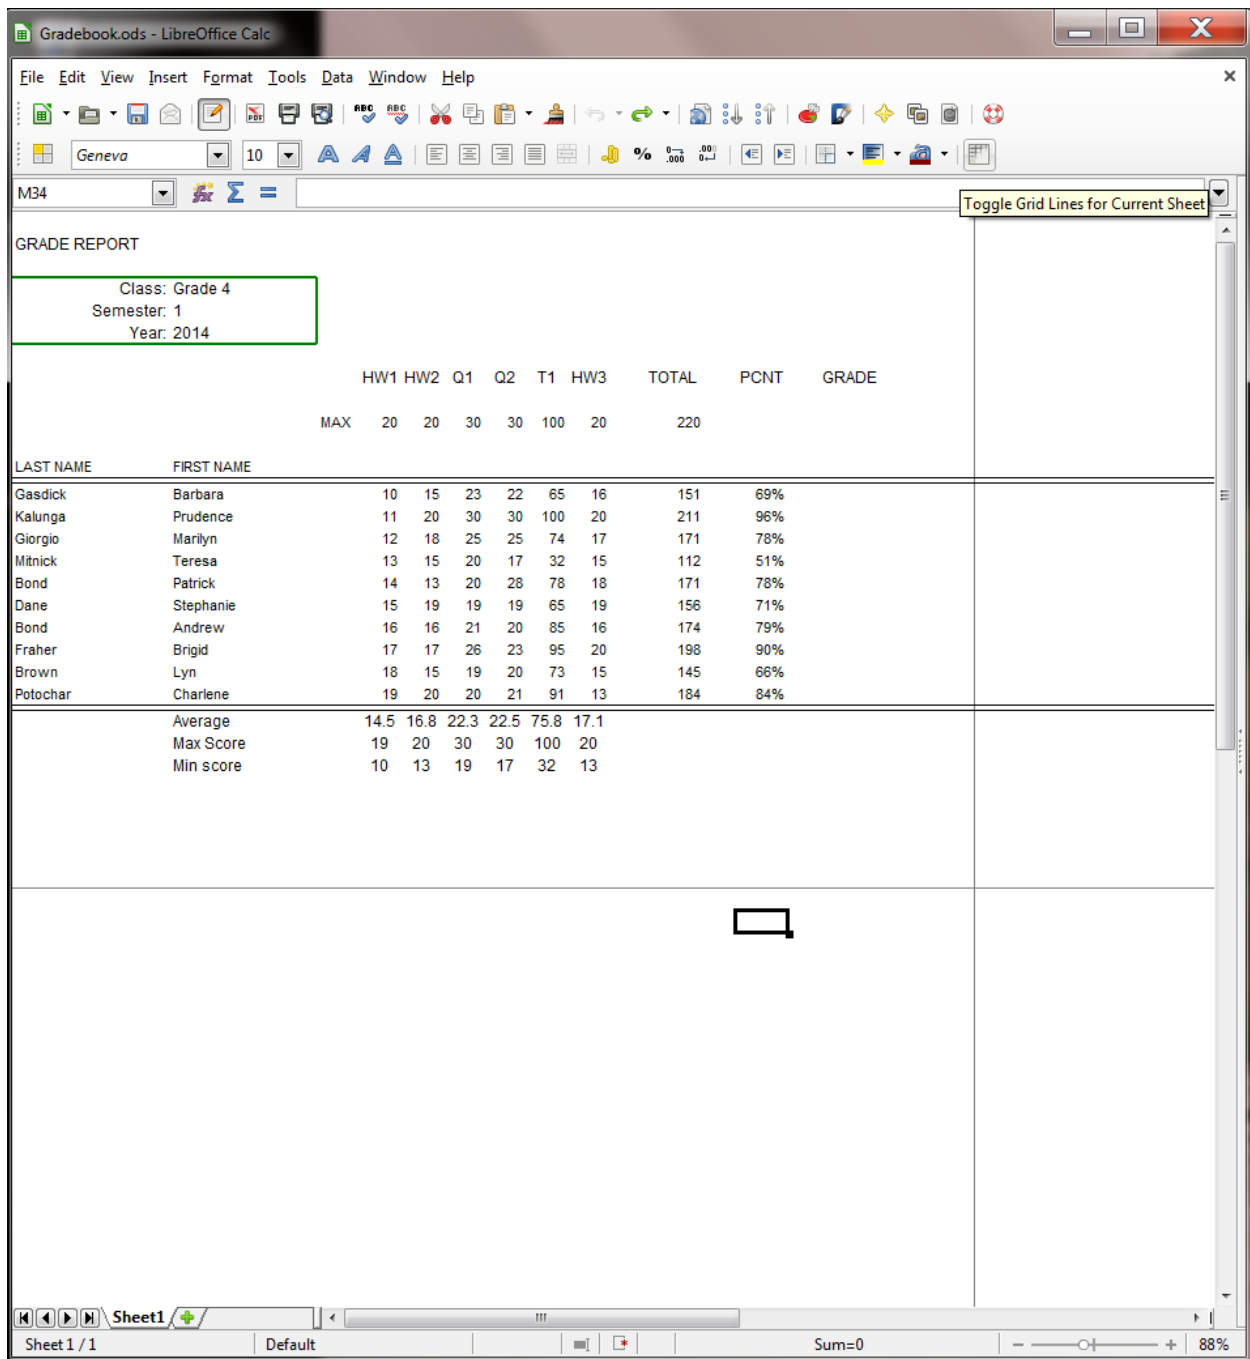 Gradebook.ods - LibreOffice Calc
File Edit View Insert Format Tools Data Window Help
Geneva 10
M34
Toggle Grid Lines for Current Sheet
GRADE REPORT
Class: Grade 4
Semester: 1
Year: 2014
HW1 HW2 Q1 Q2 T1 HW3 TOTAL PCNT GRADE
MAX 20 20 30 30 100 20 220
LAST NAME FIRST NAME
Gasdick Barbara 10 15 23 22 65 16 151 69%
Kalunga Prudence 11 20 30 30 100 20 211 96%
Giorgio Marilyn 12 18 25 25 74 17 171 78%
Mitnick Teresa 13 15 20 17 32 15 112 51%
Bond Patrick 14 13 20 28 78 18 171 78%
Dane Stephanie 15 19 19 19 65 19 156 71%
Bond Andrew 16 16 21 20 85 16 174 79%
Fraher Brigid 17 17 26 23 95 20 198 90%
Brown Lyn 18 15 19 20 73 15 145 66%
Potochar Charlene 19 20 20 21 91 13 184 84%
Average 14.5 16.8 22.3 22.5 75.8 17.1
Max Score 19 20 30 30 100 20
Min score 10 13 19 17 32 13
Sheet1
Sheet 1 / 1 Default Sum=0 88%